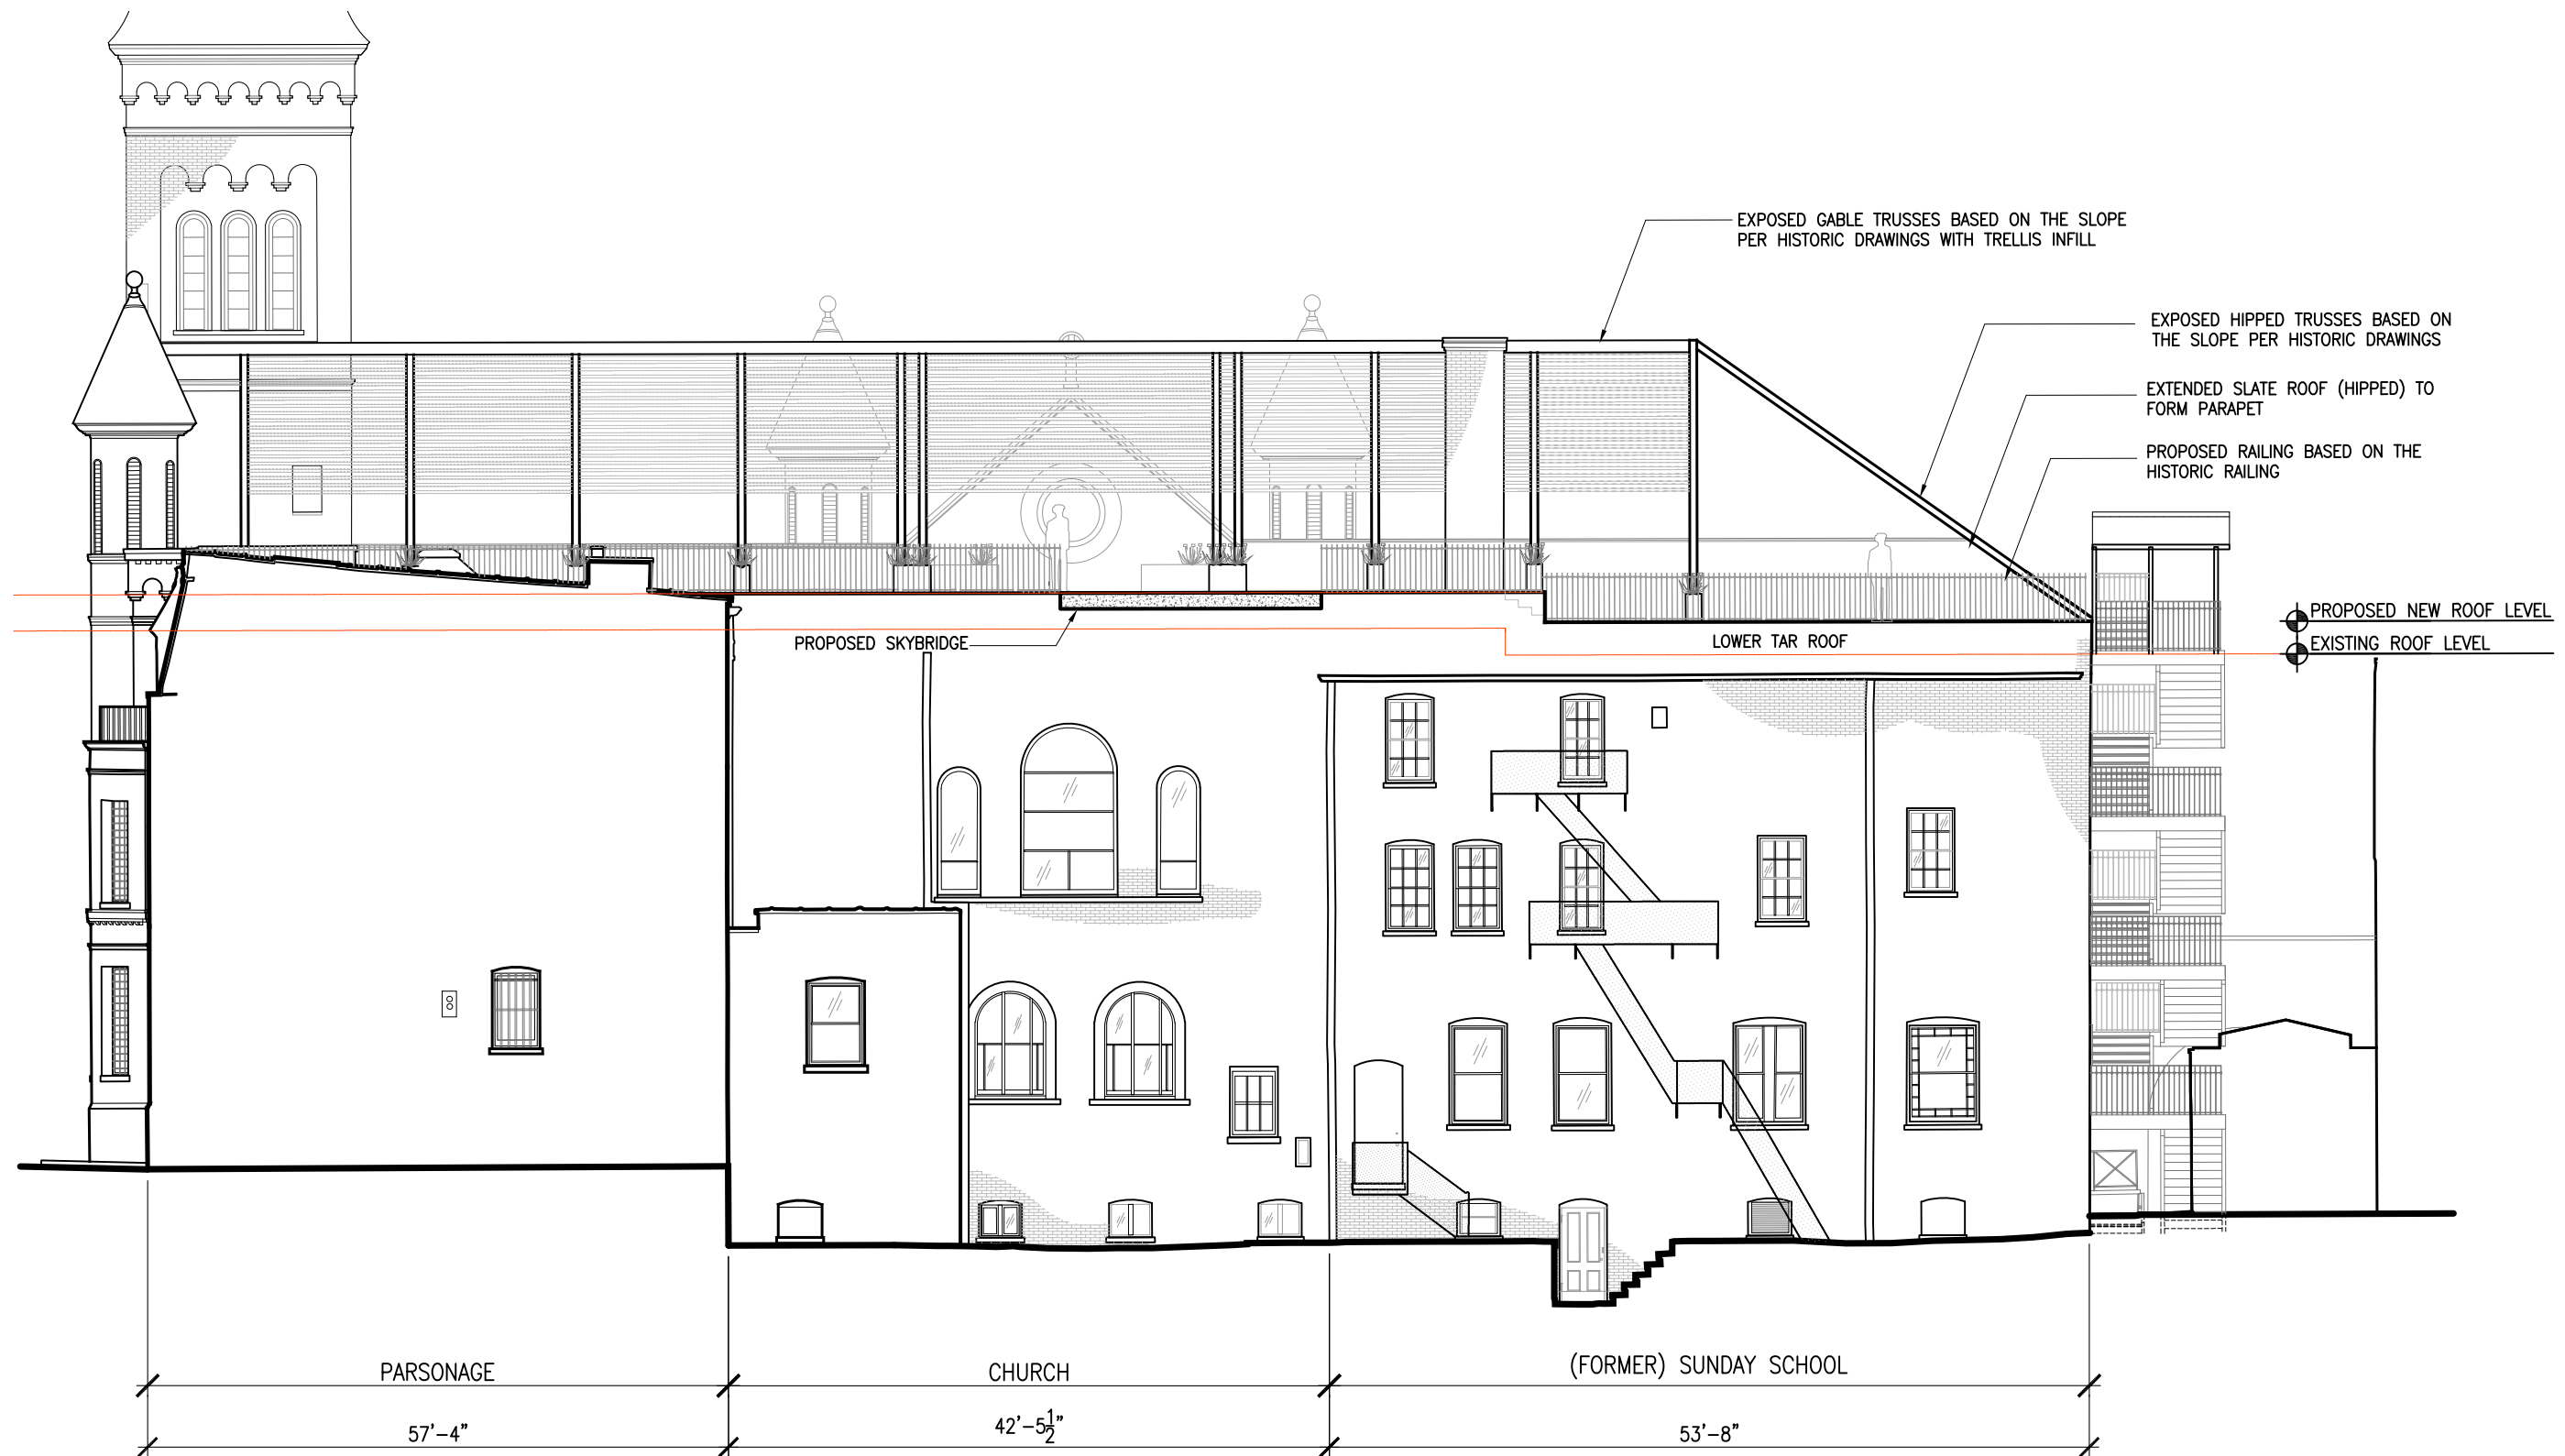 EXPOSED GABLE TRUSSES BASED ON THE SLOPE
PER HISTORIC DRAWINGS WITH TRELLIS INFILL
EXPOSED HIPPED TRUSSES BASED ON
THE SLOPE PER HISTORIC DRAWINGS
EXTENDED SLATE ROOF (HIPPED) TO
FORM PARAPET
PROPOSED RAILING BASED ON THE
HISTORIC RAILING
PROPOSED NEW ROOF LEVEL
PROPOSED SKYBRIDGE
LOWER TAR ROOF
EXISTING ROOF LEVEL
PARSONAGE
CHURCH
(FORMER) SUNDAY SCHOOL
57'-4"
42'-5½"
53'-8"